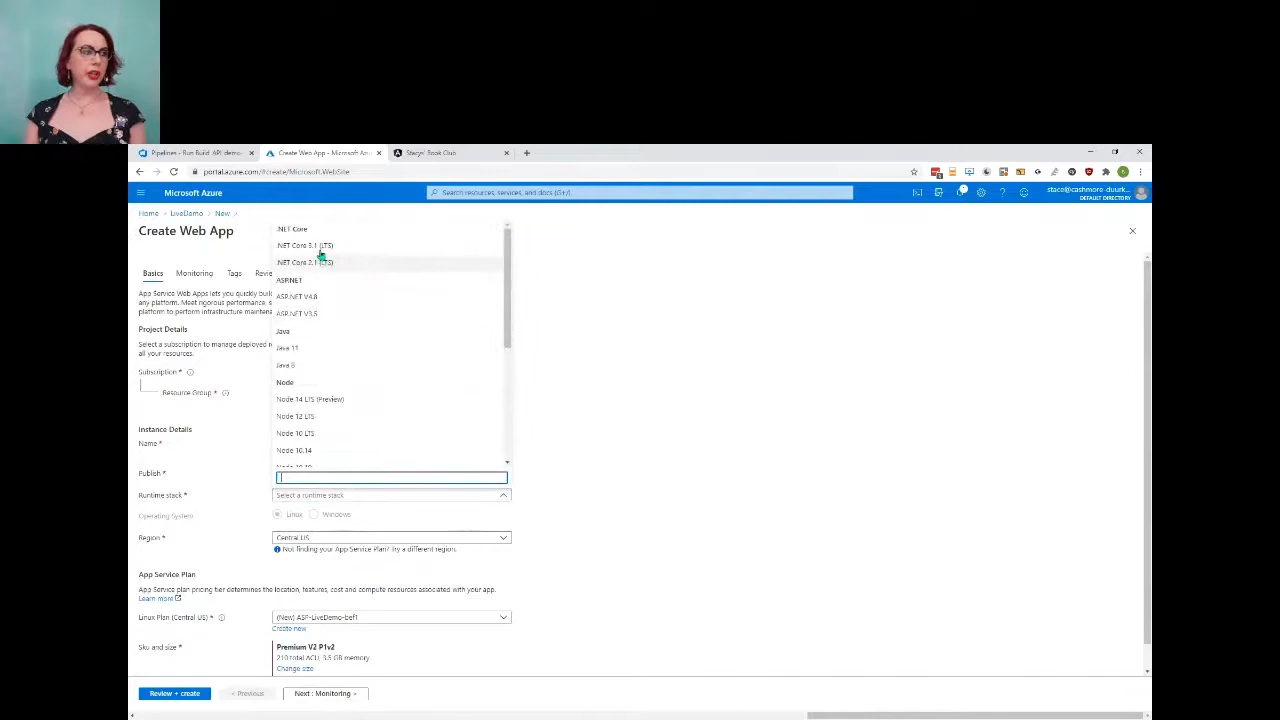 Pipelines - Run Build API demo
Create Web App - Microsoft Az
Stacys' Book Club
portal.azure.com/#create/Microsoft.WebSite
Microsoft Azure
Search resources, services, and docs (G+/)
stace@cashmore-duurk...
DEFAULT DIRECTORY
Home > LiveDemo > New >
Create Web App
Basics Monitoring Tags Revie
App Service Web Apps lets you quickly build
any platform. Meet rigorous performance, s
platform to perform infrastructure maintena
Project Details
Select a subscription to manage deployed r
all your resources.
Subscription *
Resource Group *
Instance Details
Name *
Publish *
.NET Core
.NET Core 3.1 (LTS)
.NET Core 2.1 (LTS)
ASP.NET
ASP.NET V4.8
ASP.NET V3.5
Java
Java 11
Java 8
Node
Node 14 LTS (Preview)
Node 12 LTS
Node 10 LTS
Node 10.14
Runtime stack *
Select a runtime stack
Operating System
Linux Windows
Region *
Central US
Not finding your App Service Plan? Try a different region.
App Service Plan
App Service plan pricing tier determines the location, features, cost and compute resources associated with your app.
Learn more
Linux Plan (Central US) *
(New) ASP-LiveDemo-bef1
Create new
Sku and size *
Premium V2 P1v2
210 total ACU, 3.5 GB memory
Change size
Review + create
< Previous
Next : Monitoring >